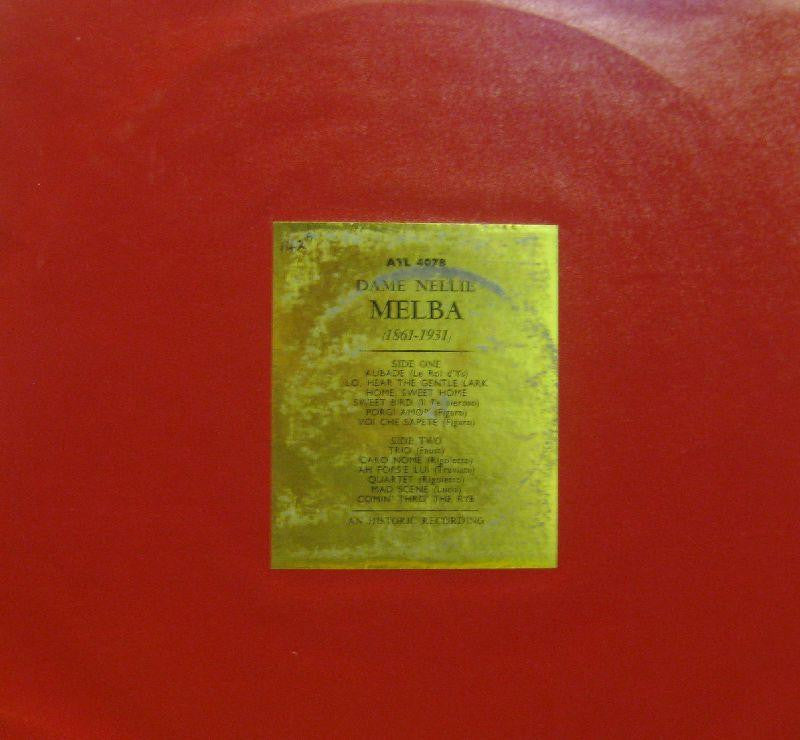 AYL 4078
DAME NELLIE
MELBA
(1861-1931)
SIDE ONE
AUBADE (Le Roi d'Ys)
LO, HEAR THE GENTLE LARK
HOME, SWEET HOME
SWEET BIRD (Il Penseroso)
PORGI AMOR (Figaro)
VOI CHE SAPETE (Figaro)
SIDE TWO
TRIO (Faust)
CARO NOME (Rigoletto)
AH FORS'E LUI (Traviata)
QUARTET (Rigoletto)
MAD SCENE (Lucia)
COMIN' THRO' THE RYE
AN HISTORIC RECORDING